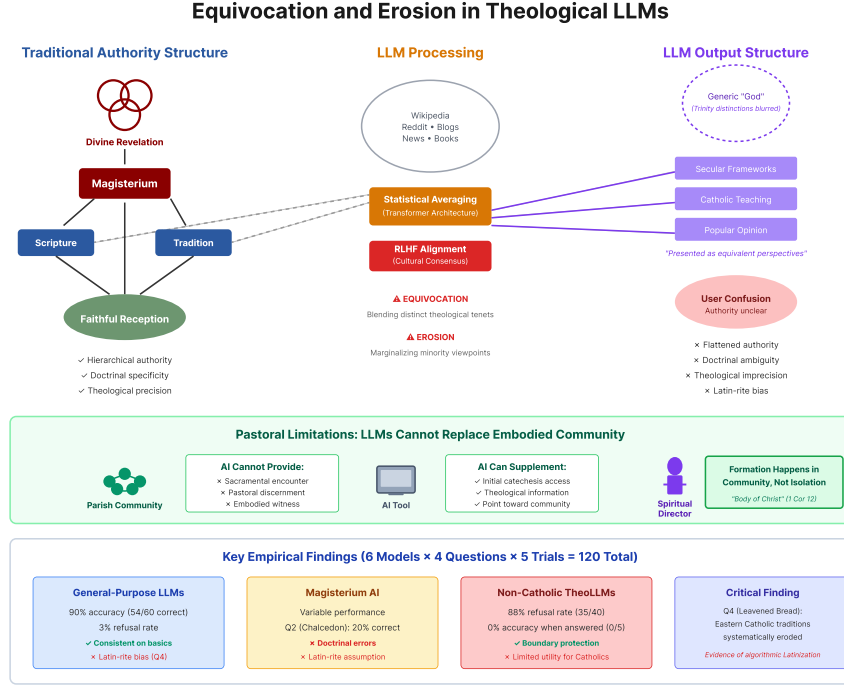 Equivocation and Erosion in Theological LLMs
Traditional Authority Structure
Divine Revelation
Magisterium
Scripture
Tradition
Faithful Reception
✓ Hierarchical authority
✓ Doctrinal specificity
✓ Theological precision
LLM Processing
Wikipedia
Reddit • Blogs
News • Books
Statistical Averaging
(Transformer Architecture)
RLHF Alignment
(Cultural Consensus)
⚠ EQUIVOCATION
Blending distinct theological tenets
⚠ EROSION
Marginalizing minority viewpoints
LLM Output Structure
Generic "God"
(Trinity distinctions blurred)
Secular Frameworks
Catholic Teaching
Popular Opinion
"Presented as equivalent perspectives"
User Confusion
Authority unclear
× Flattened authority
× Doctrinal ambiguity
× Theological imprecision
× Latin-rite bias
Pastoral Limitations: LLMs Cannot Replace Embodied Community
Parish Community
AI Cannot Provide:
× Sacramental encounter
× Pastoral discernment
× Embodied witness
AI Tool
AI Can Supplement:
✓ Initial catechesis access
✓ Theological information
✓ Point toward community
Spiritual
Director
Formation Happens in
Community, Not Isolation
"Body of Christ" (1 Cor 12)
Key Empirical Findings (6 Models × 4 Questions × 5 Trials = 120 Total)
General-Purpose LLMs
90% accuracy (54/60 correct)
3% refusal rate
✓ Consistent on basics
× Latin-rite bias (Q4)
Magisterium AI
Variable performance
Q2 (Chalcedon): 20% correct
× Doctrinal errors
× Latin-rite assumption
Non-Catholic TheoLLMs
88% refusal rate (35/40)
0% accuracy when answered (0/5)
✓ Boundary protection
× Limited utility for Catholics
Critical Finding
Q4 (Leavened Bread):
Eastern Catholic traditions
systematically eroded
Evidence of algorithmic Latinization